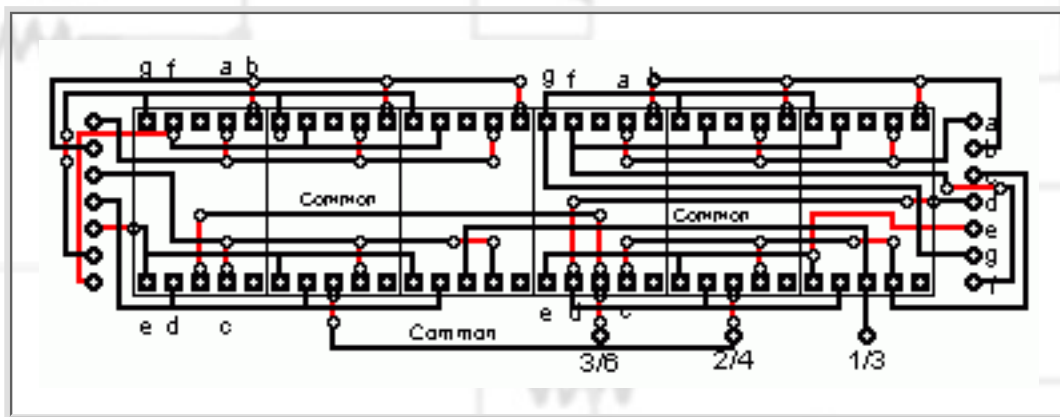 g f a b g f a b
a
b
c
d
e
g
f
Common Common
e d c e d c
Common
3/6 2/4 1/3